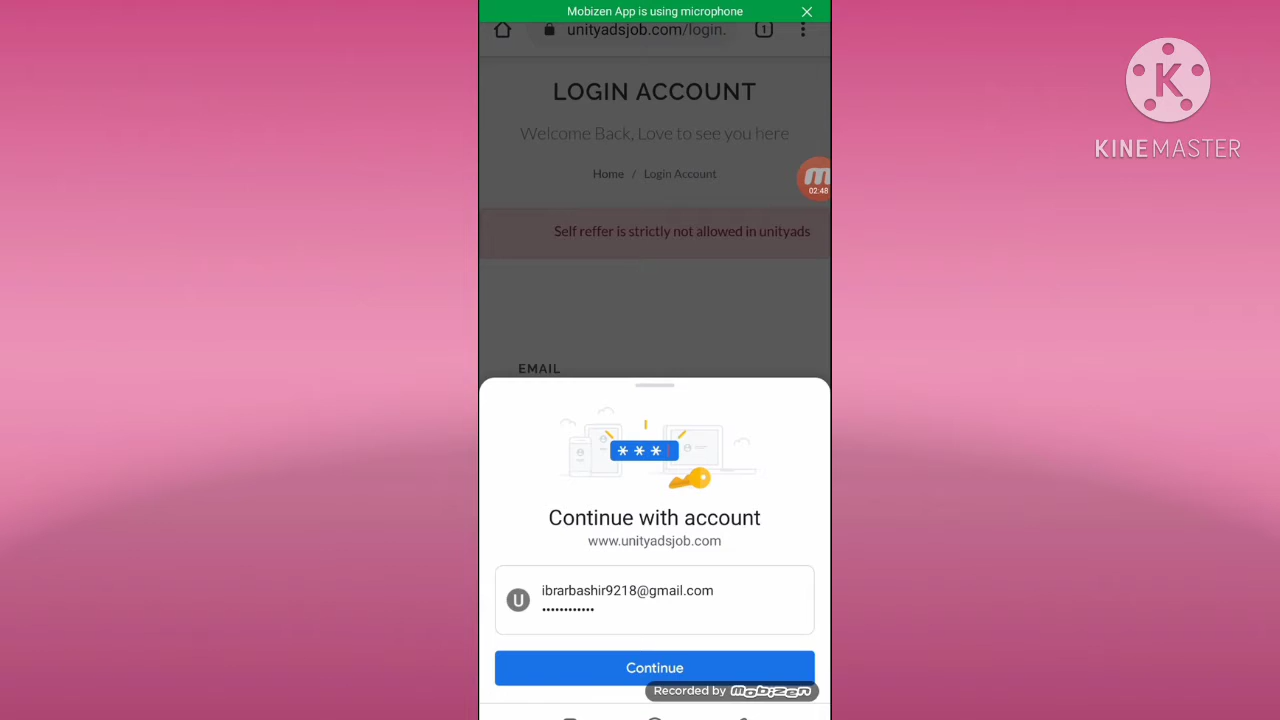 Mobizen App is using microphone
unityadsjob.com/login.
1
LOGIN ACCOUNT
Welcome Back, Love to see you here
Home / Login Account
02:48
Self reffer is strictly not allowed in unityads
EMAIL
***
Continue with account
www.unityadsjob.com
U
ibrarbashir9218@gmail.com
••••••••••••
Continue
Recorded by mobizen
K
KINEMASTER